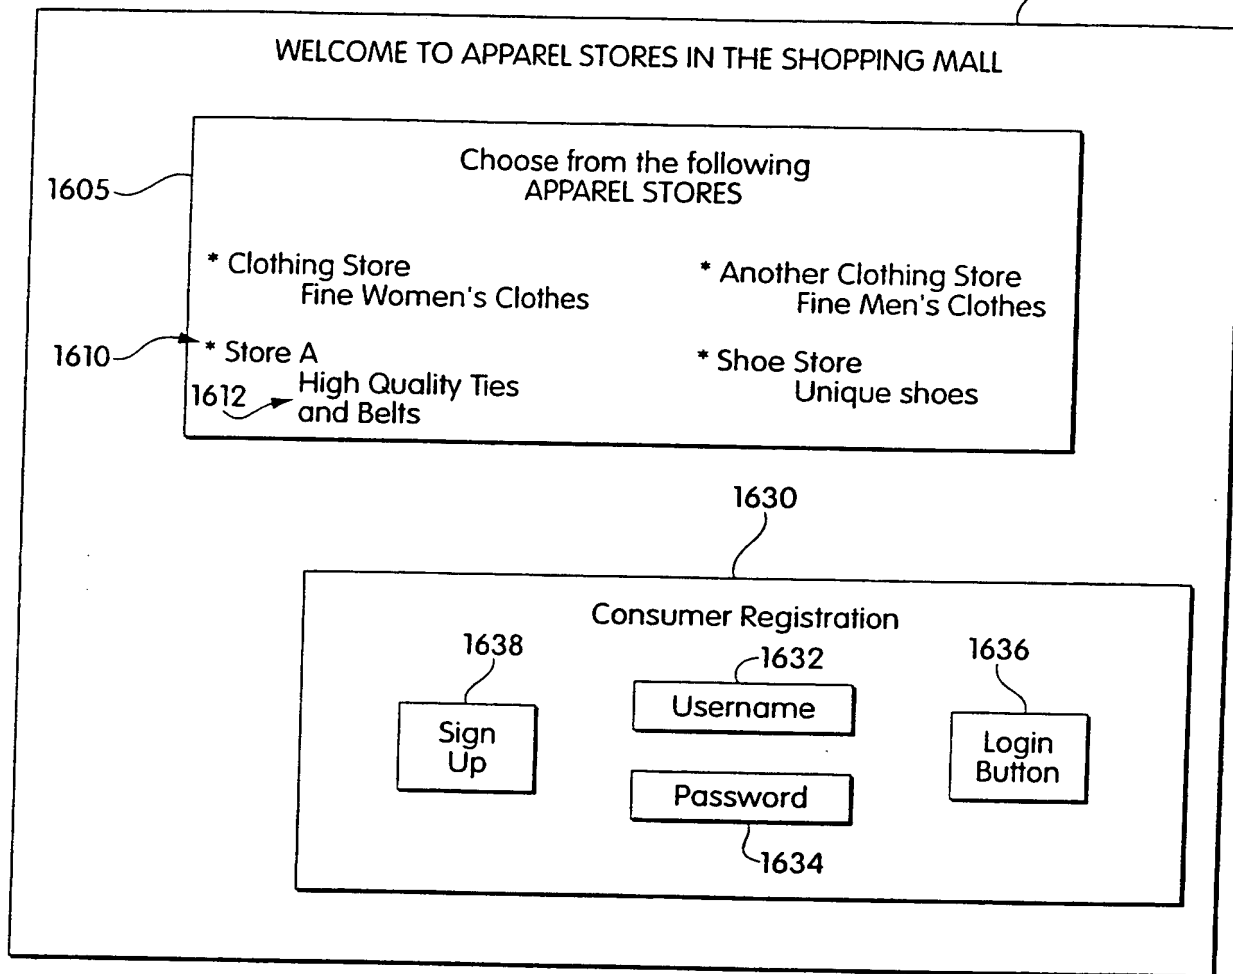 WELCOME TO APPAREL STORES IN THE SHOPPING MALL
Choose from the following
APPAREL STORES
1605
* Clothing Store
Fine Women's Clothes
* Another Clothing Store
Fine Men's Clothes
1610
* Store A
1612
High Quality Ties
and Belts
* Shoe Store
Unique shoes
1630
Consumer Registration
1638
1632
1636
Sign
Up
Username
Login
Button
Password
1634